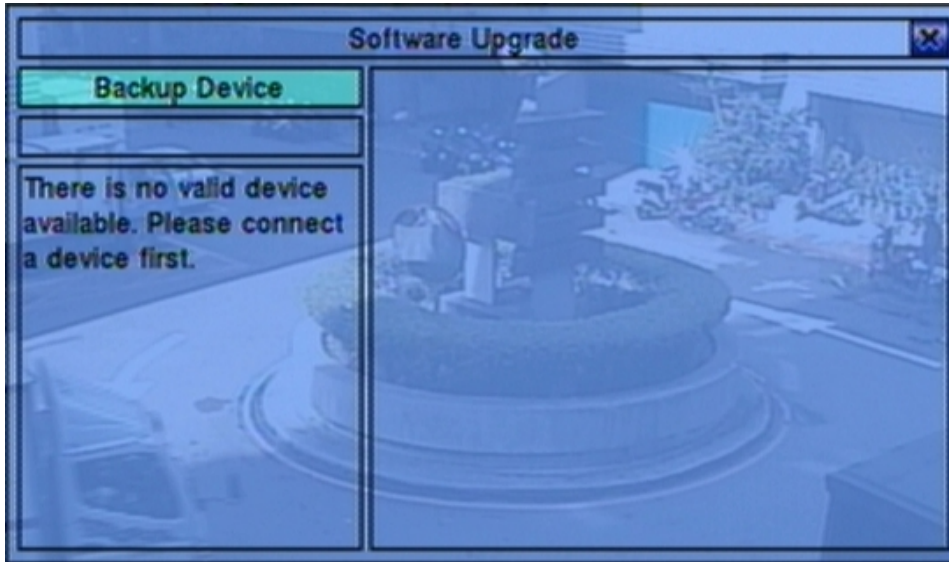 Software Upgrade
Backup Device
There is no valid device
available. Please connect
a device first.